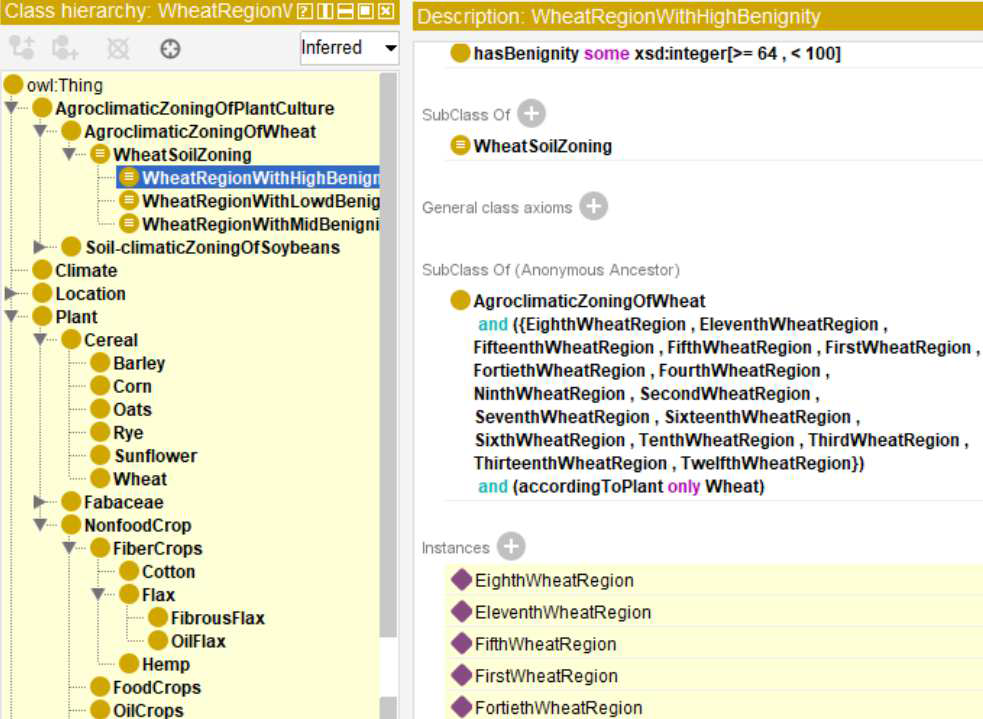 Class hierarchy: WheatRegionV
Inferred
owl:Thing
AgroclimaticZoningOfPlantCulture
AgroclimaticZoningOfWheat
WheatSoilZoning
WheatRegionWithHighBenign
WheatRegionWithLowdBenig
WheatRegionWithMidBenigni
Soil-climaticZoningOfSoybeans
Climate
Location
Plant
Cereal
Barley
Corn
Oats
Rye
Sunflower
Wheat
Fabaceae
NonfoodCrop
FiberCrops
Cotton
Flax
FibrousFlax
OilFlax
Hemp
FoodCrops
OilCrops
Description: WheatRegionWithHighBenignity
hasBenignity some xsd:integer[>= 64 , < 100]
SubClass Of
WheatSoilZoning
General class axioms
SubClass Of (Anonymous Ancestor)
AgroclimaticZoningOfWheat
and ({EighthWheatRegion , EleventhWheatRegion ,
FifteenthWheatRegion , FifthWheatRegion , FirstWheatRegion ,
FortiethWheatRegion , FourthWheatRegion ,
NinthWheatRegion , SecondWheatRegion ,
SeventhWheatRegion , SixteenthWheatRegion ,
SixthWheatRegion , TenthWheatRegion , ThirdWheatRegion ,
ThirteenthWheatRegion , TwelfthWheatRegion})
and (accordingToPlant only Wheat)
Instances
EighthWheatRegion
EleventhWheatRegion
FifthWheatRegion
FirstWheatRegion
FortiethWheatRegion